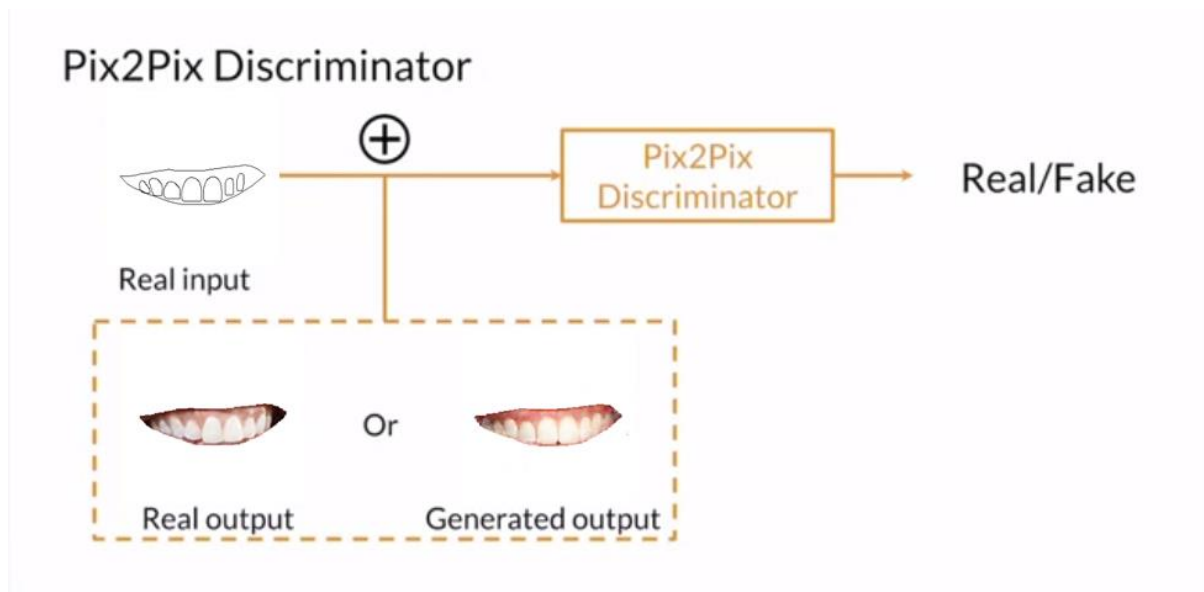 Pix2Pix Discriminator
Pix2Pix
Discriminator
Real/Fake
Real input
Or
Real output
Generated output